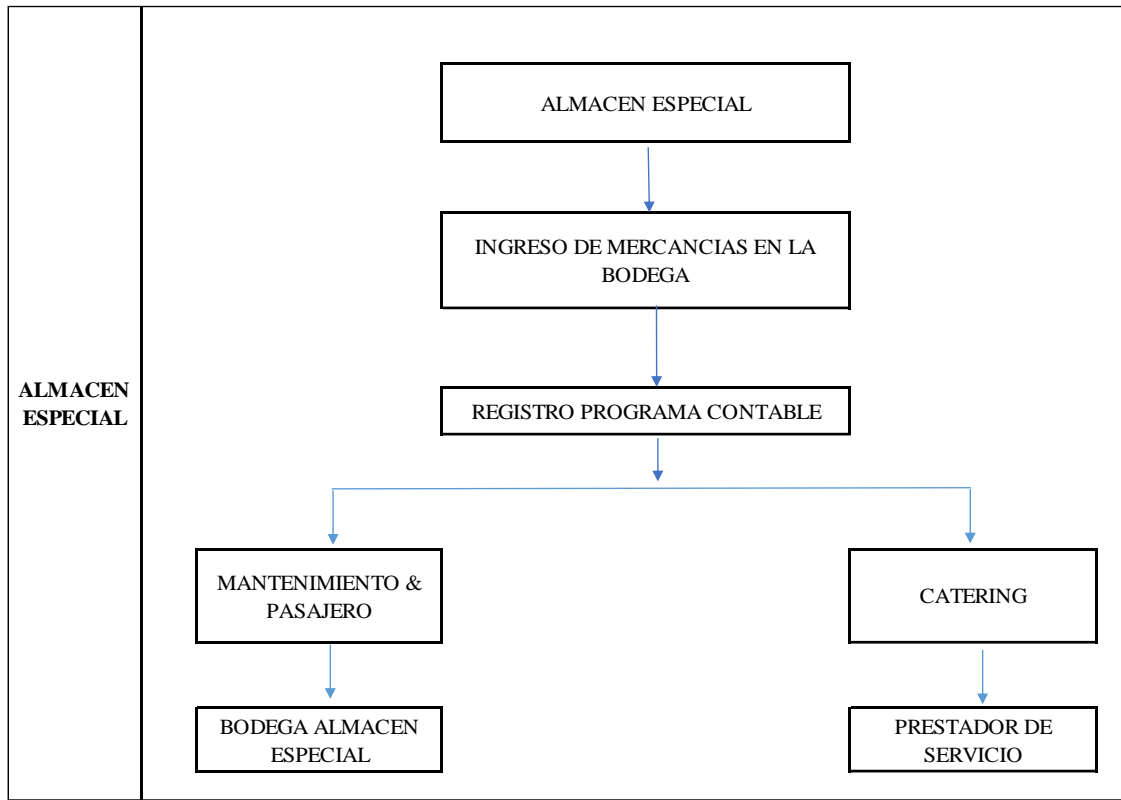 ALMACEN
ESPECIAL
ALMACEN ESPECIAL
INGRESO DE MERCANCIAS EN LA
BODEGA
REGISTRO PROGRAMA CONTABLE
MANTENIMIENTO &
PASAJERO
CATERING
BODEGA ALMACEN
ESPECIAL
PRESTADOR DE
SERVICIO